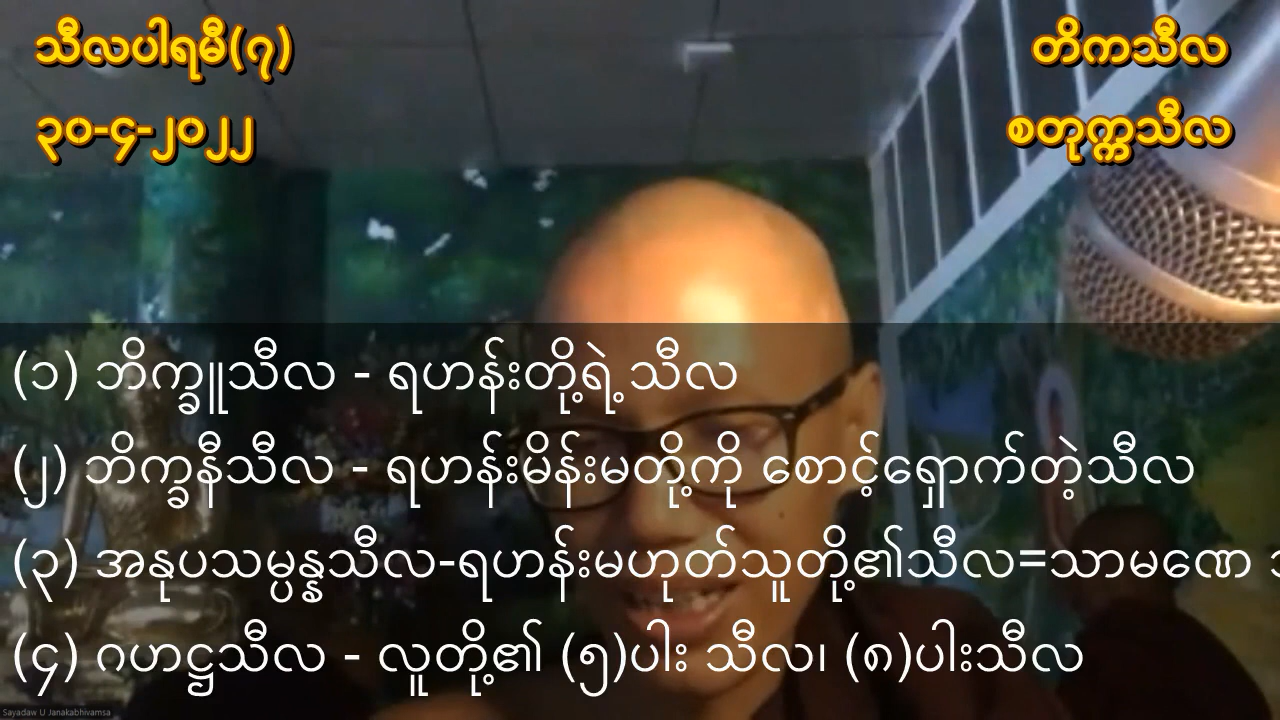 သီလပါရမီ(၇)
၃၀-၄-၂၀၂၂
တိကသီလ
စတုက္ကသီလ
(၁) ဘိက္ခူသီလ - ရဟန်းတို့ရဲ့သီလ
(၂) ဘိက္ခနီသီလ - ရဟန်းမိန်းမတို့ကို စောင့်ရှောက်တဲ့သီလ
(၃) အနုပသမ္ပန္နသီလ-ရဟန်းမဟုတ်သူတို့၏သီလ=သာမဏေ
(၄) ဂဟဋ္ဌသီလ - လူတို့၏ (၅)ပါး သီလ၊ (၈)ပါးသီလ
Sayadaw U Janakabhivamsa